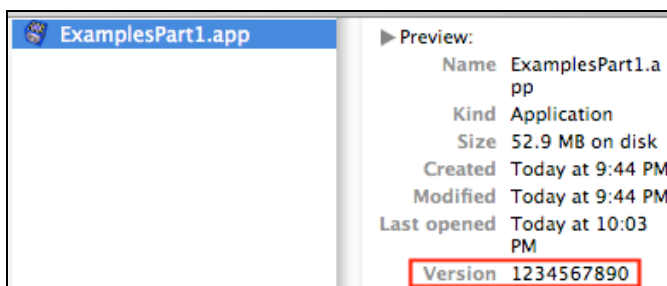 ExamplesPart1.app
Preview:
Name ExamplesPart1.a
pp
Kind Application
Size 52.9 MB on disk
Created Today at 9:44 PM
Modified Today at 9:44 PM
Last opened Today at 10:03
PM
Version 1234567890